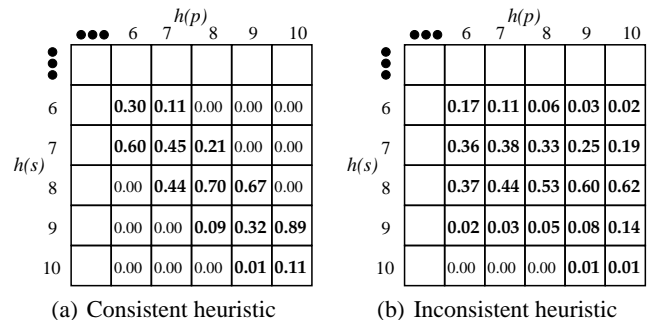 h(p) h(p)
●●● 6 7 8 9 10 ●●● 6 7 8 9 10
6 0.30 0.11 0.00 0.00 0.00 6 0.17 0.11 0.06 0.03 0.02
7 0.60 0.45 0.21 0.00 0.00 7 0.36 0.38 0.33 0.25 0.19
h(s) h(s)
8 0.00 0.44 0.70 0.67 0.00 8 0.37 0.44 0.53 0.60 0.62
9 0.00 0.00 0.09 0.32 0.89 9 0.02 0.03 0.05 0.08 0.14
10 0.00 0.00 0.00 0.01 0.11 10 0.00 0.00 0.00 0.01 0.01
(a) Consistent heuristic (b) Inconsistent heuristic